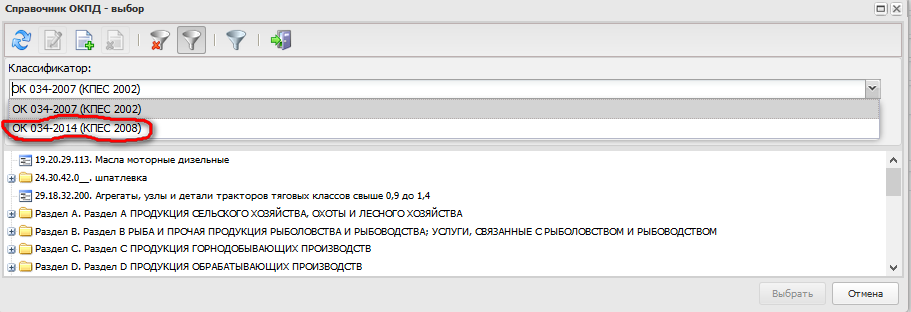 Справочник ОКПД - выбор
Классификатор:
ОК 034-2007 (КПЕС 2002)
ОК 034-2007 (КПЕС 2002)
ОК 034-2014 (КПЕС 2008)
19.20.29.113. Масла моторные дизельные
24.30.42.0__. шпатлевка
29.18.32.200. Агрегаты, узлы и детали тракторов тяговых классов свыше 0,9 до 1,4
Раздел A. Раздел A ПРОДУКЦИЯ СЕЛЬСКОГО ХОЗЯЙСТВА, ОХОТЫ И ЛЕСНОГО ХОЗЯЙСТВА
Раздел B. Раздел B РЫБА И ПРОЧАЯ ПРОДУКЦИЯ РЫБОЛОВСТВА И РЫБОВОДСТВА; УСЛУГИ, СВЯЗАННЫЕ С РЫБОЛОВСТВОМ И РЫБОВОДСТВОМ
Раздел C. Раздел C ПРОДУКЦИЯ ГОРНОДОБЫВАЮЩИХ ПРОИЗВОДСТВ
Раздел D. Раздел D ПРОДУКЦИЯ ОБРАБАТЫВАЮЩИХ ПРОИЗВОДСТВ
Выбрать
Отмена